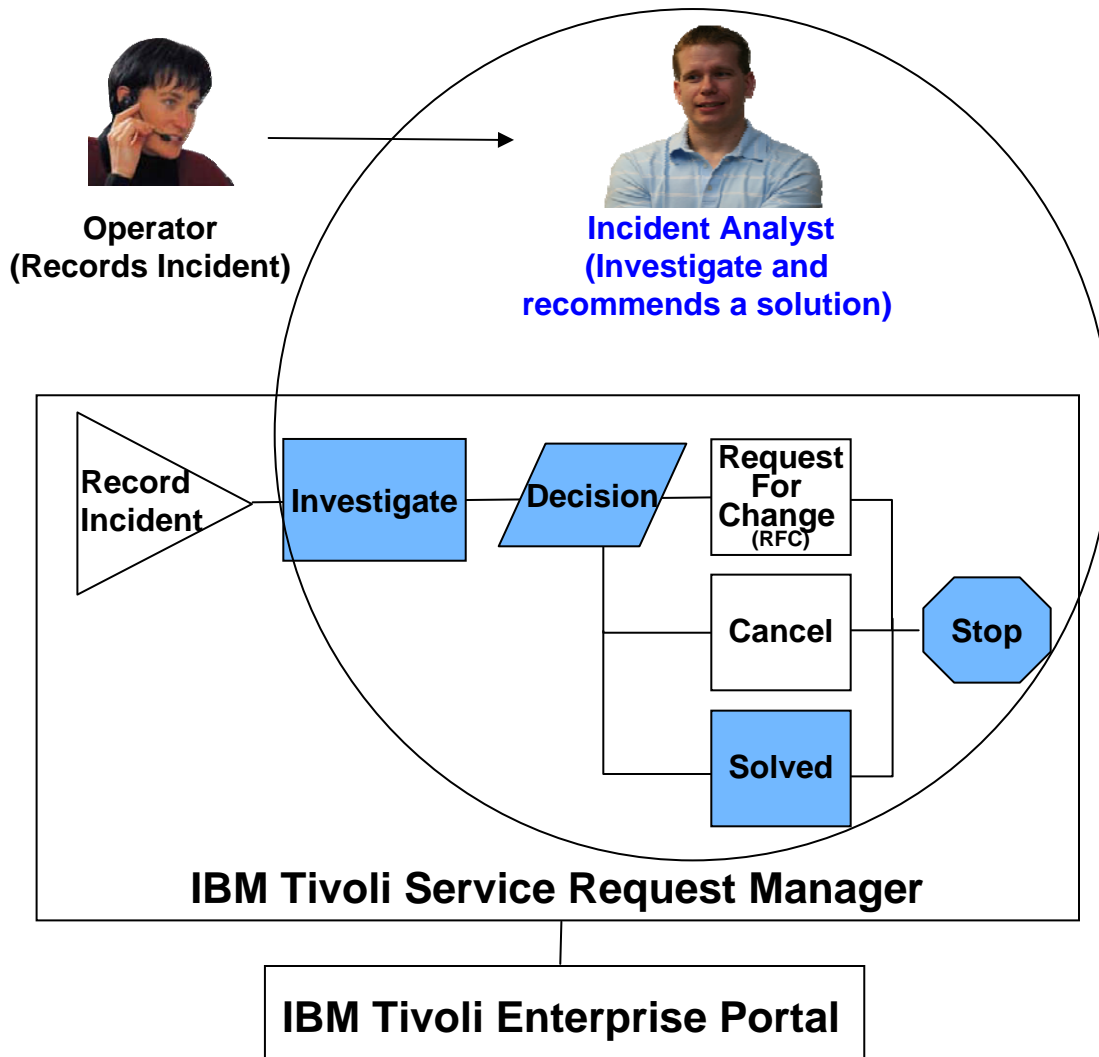 Operator
(Records Incident)
Incident Analyst
(Investigate and
recommends a solution)
Record
Incident
Investigate
Decision
Request
For
Change
(RFC)
Cancel
Stop
Solved
IBM Tivoli Service Request Manager
IBM Tivoli Enterprise Portal